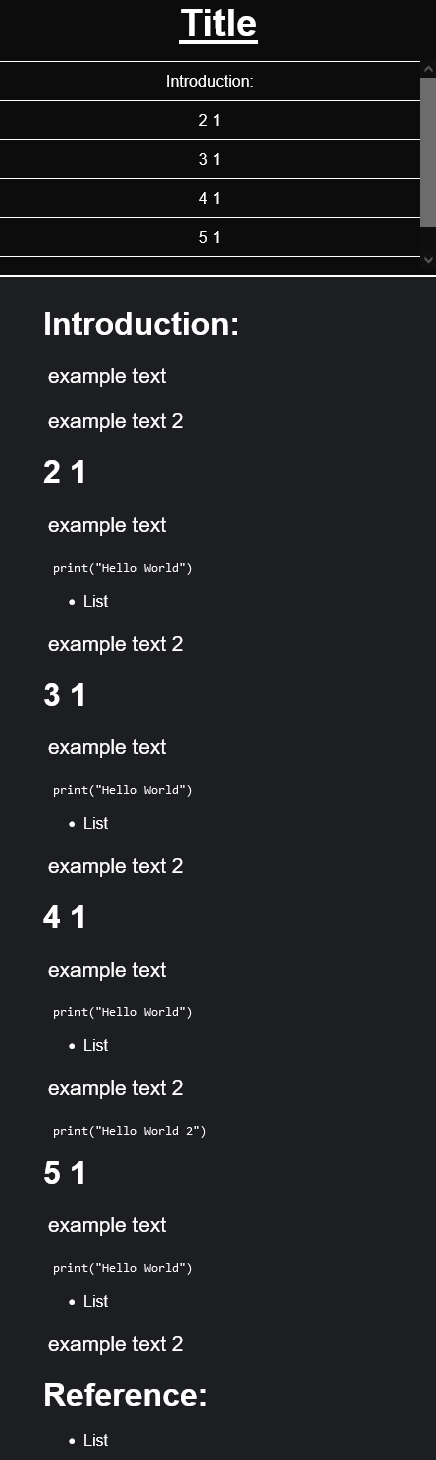 Title
Introduction:
2 1
3 1
4 1
5 1
Introduction:
example text
example text 2
2 1
example text
print("Hello World")
• List
example text 2
3 1
example text
print("Hello World")
• List
example text 2
4 1
example text
print("Hello World")
• List
example text 2
print("Hello World 2")
5 1
example text
print("Hello World")
• List
example text 2
Reference:
• List